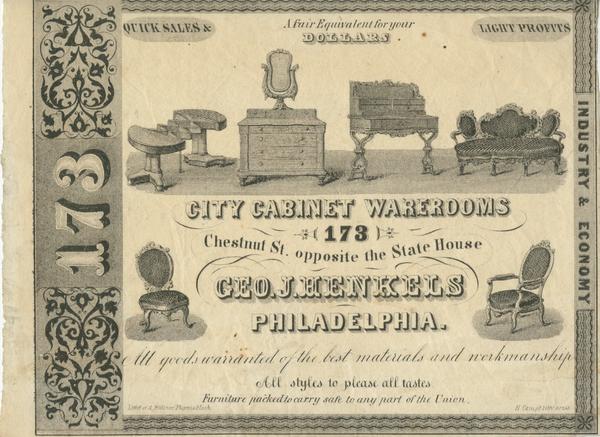 QUICK SALES &
A Fair Equivalent for your
DOLLARS
LIGHT PROFITS
173
INDUSTRY & ECONOMY
CITY CABINET WAREROOMS
173
Chestnut St. opposite the State House
GEO. J. HENKELS
PHILADELPHIA.
All goods warranted of the best materials and workmanship
All styles to please all tastes
Furniture packed to carry safe to any part of the Union.